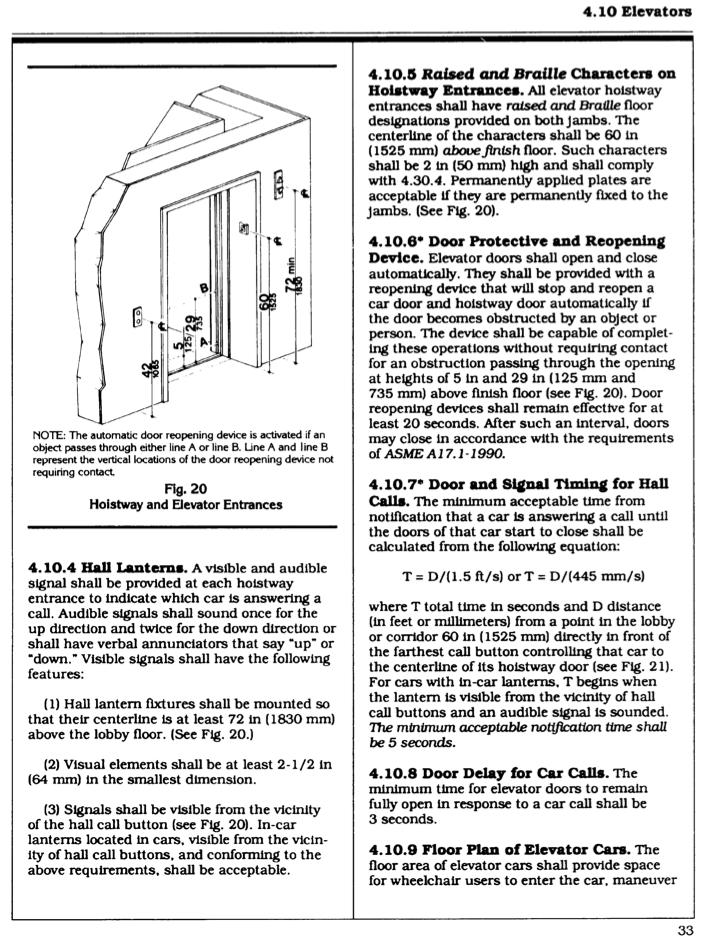 4.10 Elevators
42
1065
5
125/
29
735
A
B
60
1525
72 min
1830
NOTE: The automatic door reopening device is activated if an
object passes through either line A or line B. Line A and line B
represent the vertical locations of the door reopening device not
requiring contact.
Fig. 20
Hoistway and Elevator Entrances
4.10.4 Hall Lanterns. A visible and audible
signal shall be provided at each hoistway
entrance to indicate which car is answering a
call. Audible signals shall sound once for the
up direction and twice for the down direction or
shall have verbal annunciators that say "up" or
"down." Visible signals shall have the following
features:
(1) Hall lantern fixtures shall be mounted so
that their centerline is at least 72 in (1830 mm)
above the lobby floor. (See Fig. 20.)
(2) Visual elements shall be at least 2-1/2 in
(64 mm) in the smallest dimension.
(3) Signals shall be visible from the vicinity
of the hall call button (see Fig. 20). In-car
lanterns located in cars, visible from the vicin-
ity of hall call buttons, and conforming to the
above requirements, shall be acceptable.
4.10.5 Raised and Braille Characters on
Hoistway Entrances. All elevator hoistway
entrances shall have raised and Braille floor
designations provided on both jambs. The
centerline of the characters shall be 60 in
(1525 mm) above finish floor. Such characters
shall be 2 in (50 mm) high and shall comply
with 4.30.4. Permanently applied plates are
acceptable if they are permanently fixed to the
jambs. (See Fig. 20).
4.10.6* Door Protective and Reopening
Device. Elevator doors shall open and close
automatically. They shall be provided with a
reopening device that will stop and reopen a
car door and hoistway door automatically if
the door becomes obstructed by an object or
person. The device shall be capable of complet-
ing these operations without requiring contact
for an obstruction passing through the opening
at heights of 5 in and 29 in (125 mm and
735 mm) above finish floor (see Fig. 20). Door
reopening devices shall remain effective for at
least 20 seconds. After such an interval, doors
may close in accordance with the requirements
of ASME A17.1-1990.
4.10.7* Door and Signal Timing for Hall
Calls. The minimum acceptable time from
notification that a car is answering a call until
the doors of that car start to close shall be
calculated from the following equation:
T = D/(1.5 ft/s) or T = D/(445 mm/s)
where T total time in seconds and D distance
(in feet or millimeters) from a point in the lobby
or corridor 60 in (1525 mm) directly in front of
the farthest call button controlling that car to
the centerline of its hoistway door (see Fig. 21).
For cars with in-car lanterns, T begins when
the lantern is visible from the vicinity of hall
call buttons and an audible signal is sounded.
The minimum acceptable notification time shall
be 5 seconds.
4.10.8 Door Delay for Car Calls. The
minimum time for elevator doors to remain
fully open in response to a car call shall be
3 seconds.
4.10.9 Floor Plan of Elevator Cars. The
floor area of elevator cars shall provide space
for wheelchair users to enter the car, maneuver
33